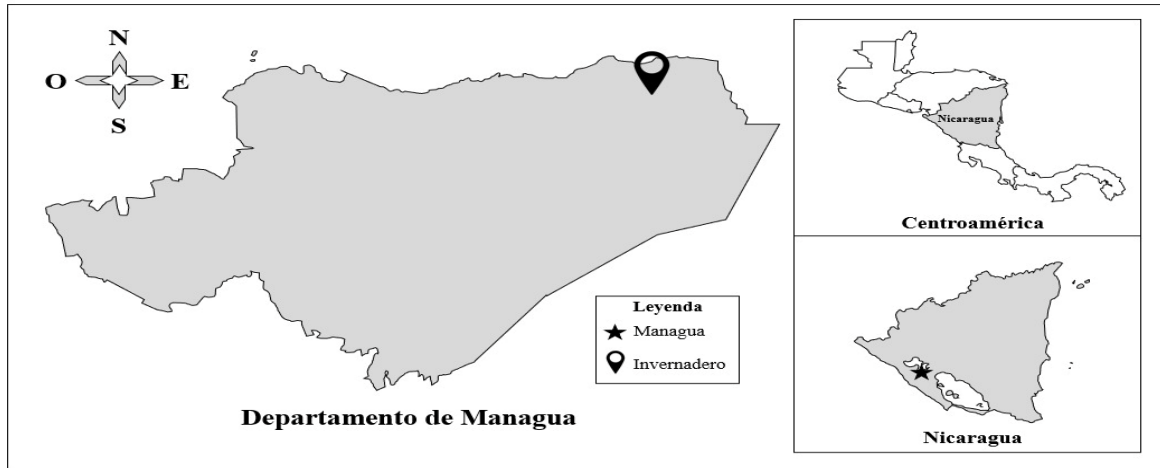 N
O E
S
Leyenda
Managua
Invernadero
Departamento de Managua
Nicaragua
Centroamérica
Nicaragua